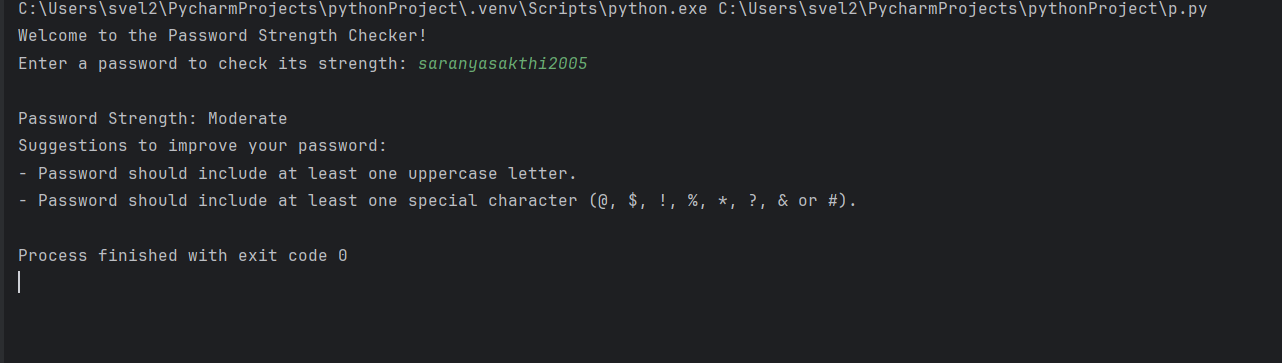 C:\Users\svel2\PycharmProjects\pythonProject\.venv\Scripts\python.exe C:\Users\svel2\PycharmProjects\pythonProject\p.py
Welcome to the Password Strength Checker!
Enter a password to check its strength: saranyasakthi2005
Password Strength: Moderate
Suggestions to improve your password:
- Password should include at least one uppercase letter.
- Password should include at least one special character (@, $, !, %, *, ?, & or #).
Process finished with exit code 0